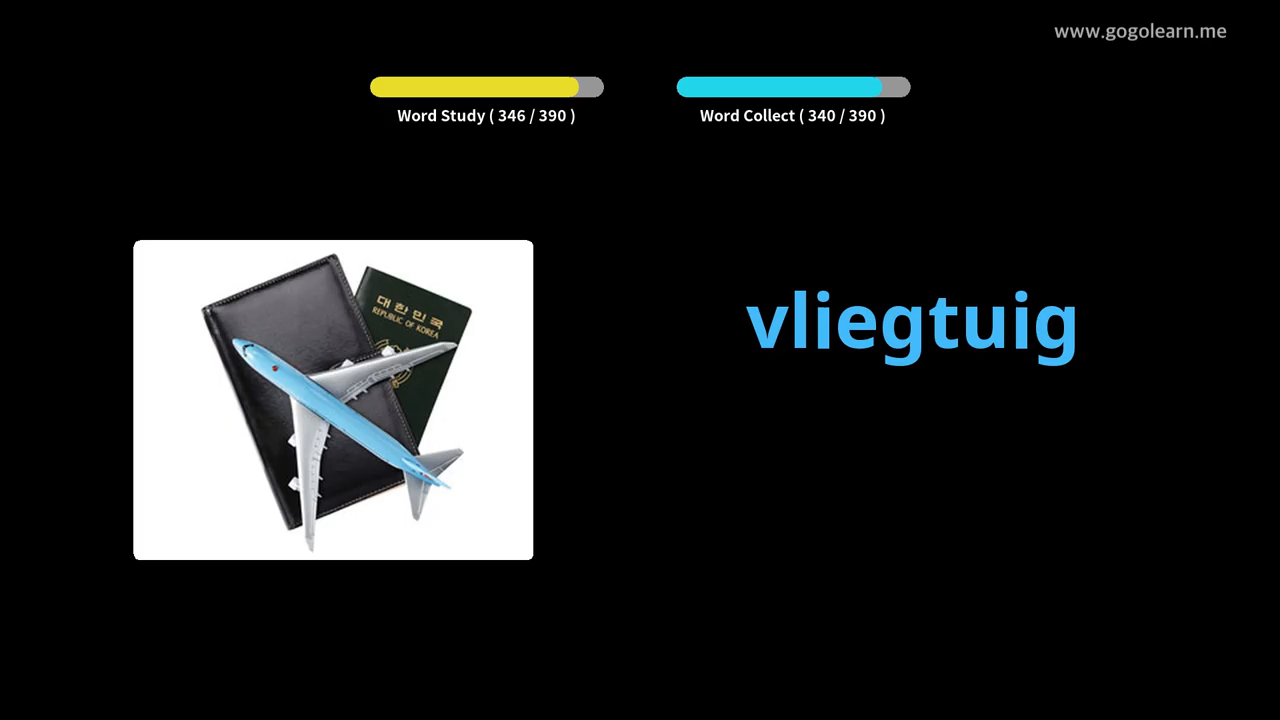 www.gogolearn.me
Word Study ( 346 / 390 )
Word Collect ( 340 / 390 )
대한민국
REPUBLIC OF KOREA
vliegtuig